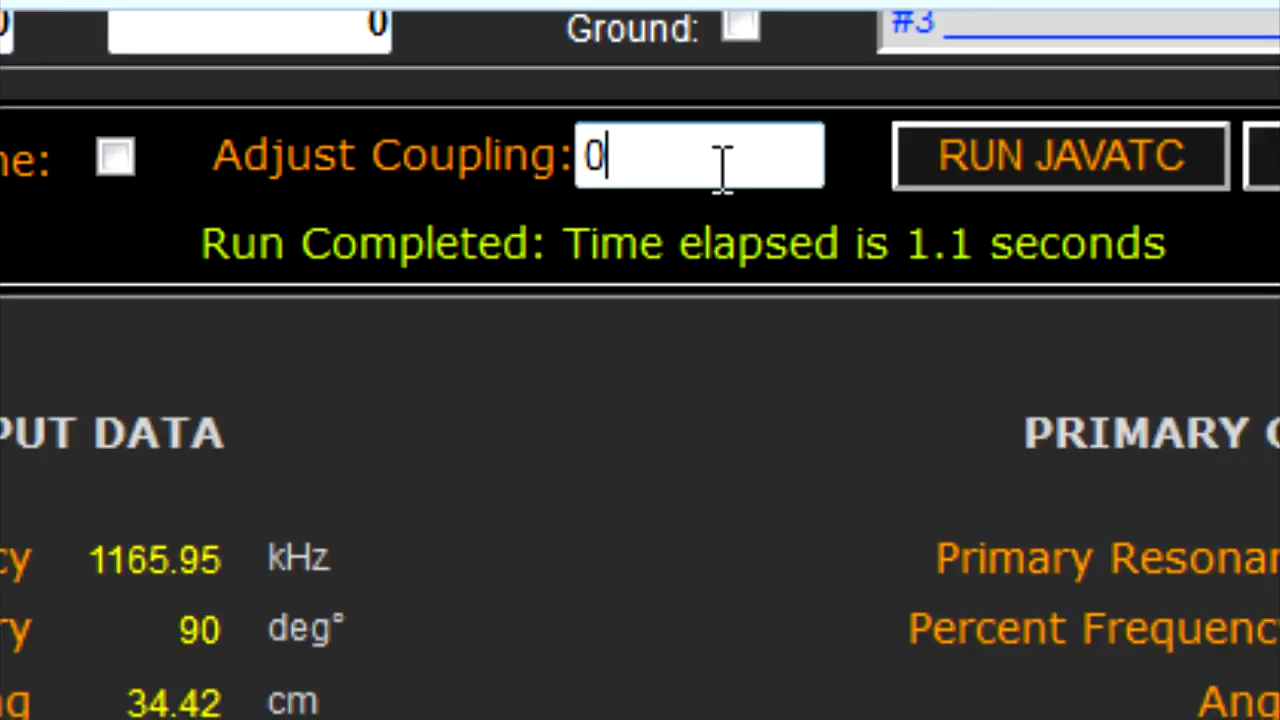 0 Ground: #3
ne: Adjust Coupling: 0 RUN JAVATC
Run Completed: Time elapsed is 1.1 seconds
PUT DATA PRIMARY
cy 1165.95 kHz Primary Resonan
ry 90 deg° Percent Frequenc
ng 34.42 cm Ang